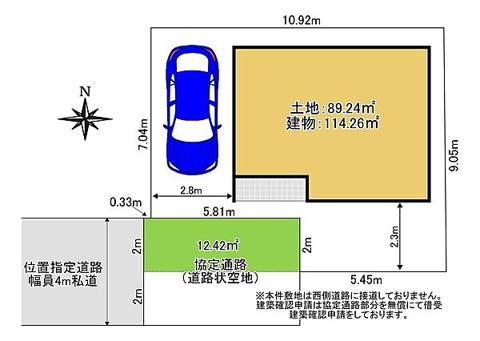 10.92m
N
土地:89.24㎡
建物:114.26㎡
7.04m
9.05m
2.8m
0.33m
5.81m
2.3m
12.42㎡
協定通路
(道路状空地)
2m
2m
2m
位置指定道路
幅員4m私道
5.45m
※本件敷地は西側道路に接道しておりません。
建築確認申請は協定通路部分を無償にて借受
建築確認申請をしております。